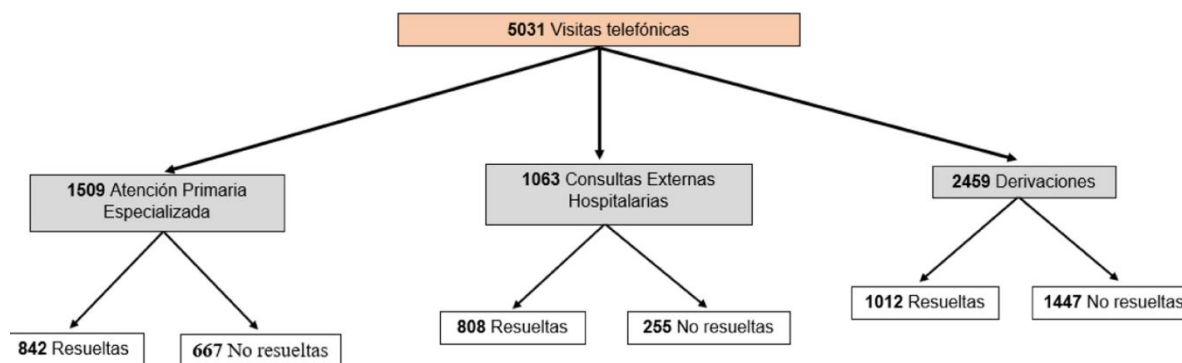 5031 Visitas telefónicas
1509 Atención Primaria
Especializada
1063 Consultas Externas
Hospitalarias
2459 Derivaciones
842 Resueltas
667 No resueltas
808 Resueltas
255 No resueltas
1012 Resueltas
1447 No resueltas